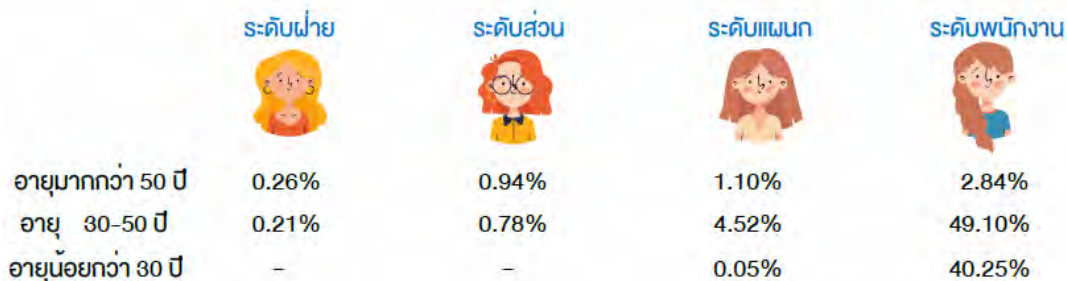 ระดับฝ่าย ระดับส่วน ระดับแผนก ระดับพนักงาน
อายุมากกว่า 50 ปี 0.26% 0.94% 1.10% 2.84%
อายุ 30-50 ปี 0.21% 0.78% 4.52% 49.10%
อายุน้อยกว่า 30 ปี - - 0.05% 40.25%